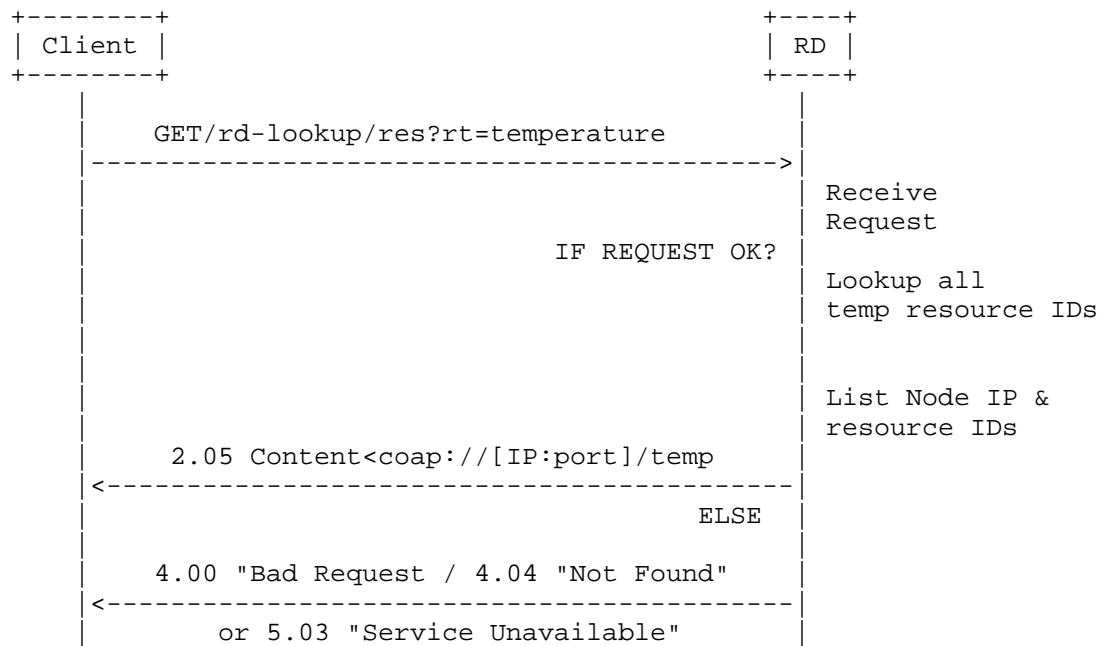 Client RD
GET/rd-lookup/res?rt=temperature
Receive
Request
IF REQUEST OK?
Lookup all
temp resource IDs
List Node IP &
resource IDs
2.05 Content<coap://[IP:port]/temp
ELSE
4.00 "Bad Request / 4.04 "Not Found"
or 5.03 "Service Unavailable"